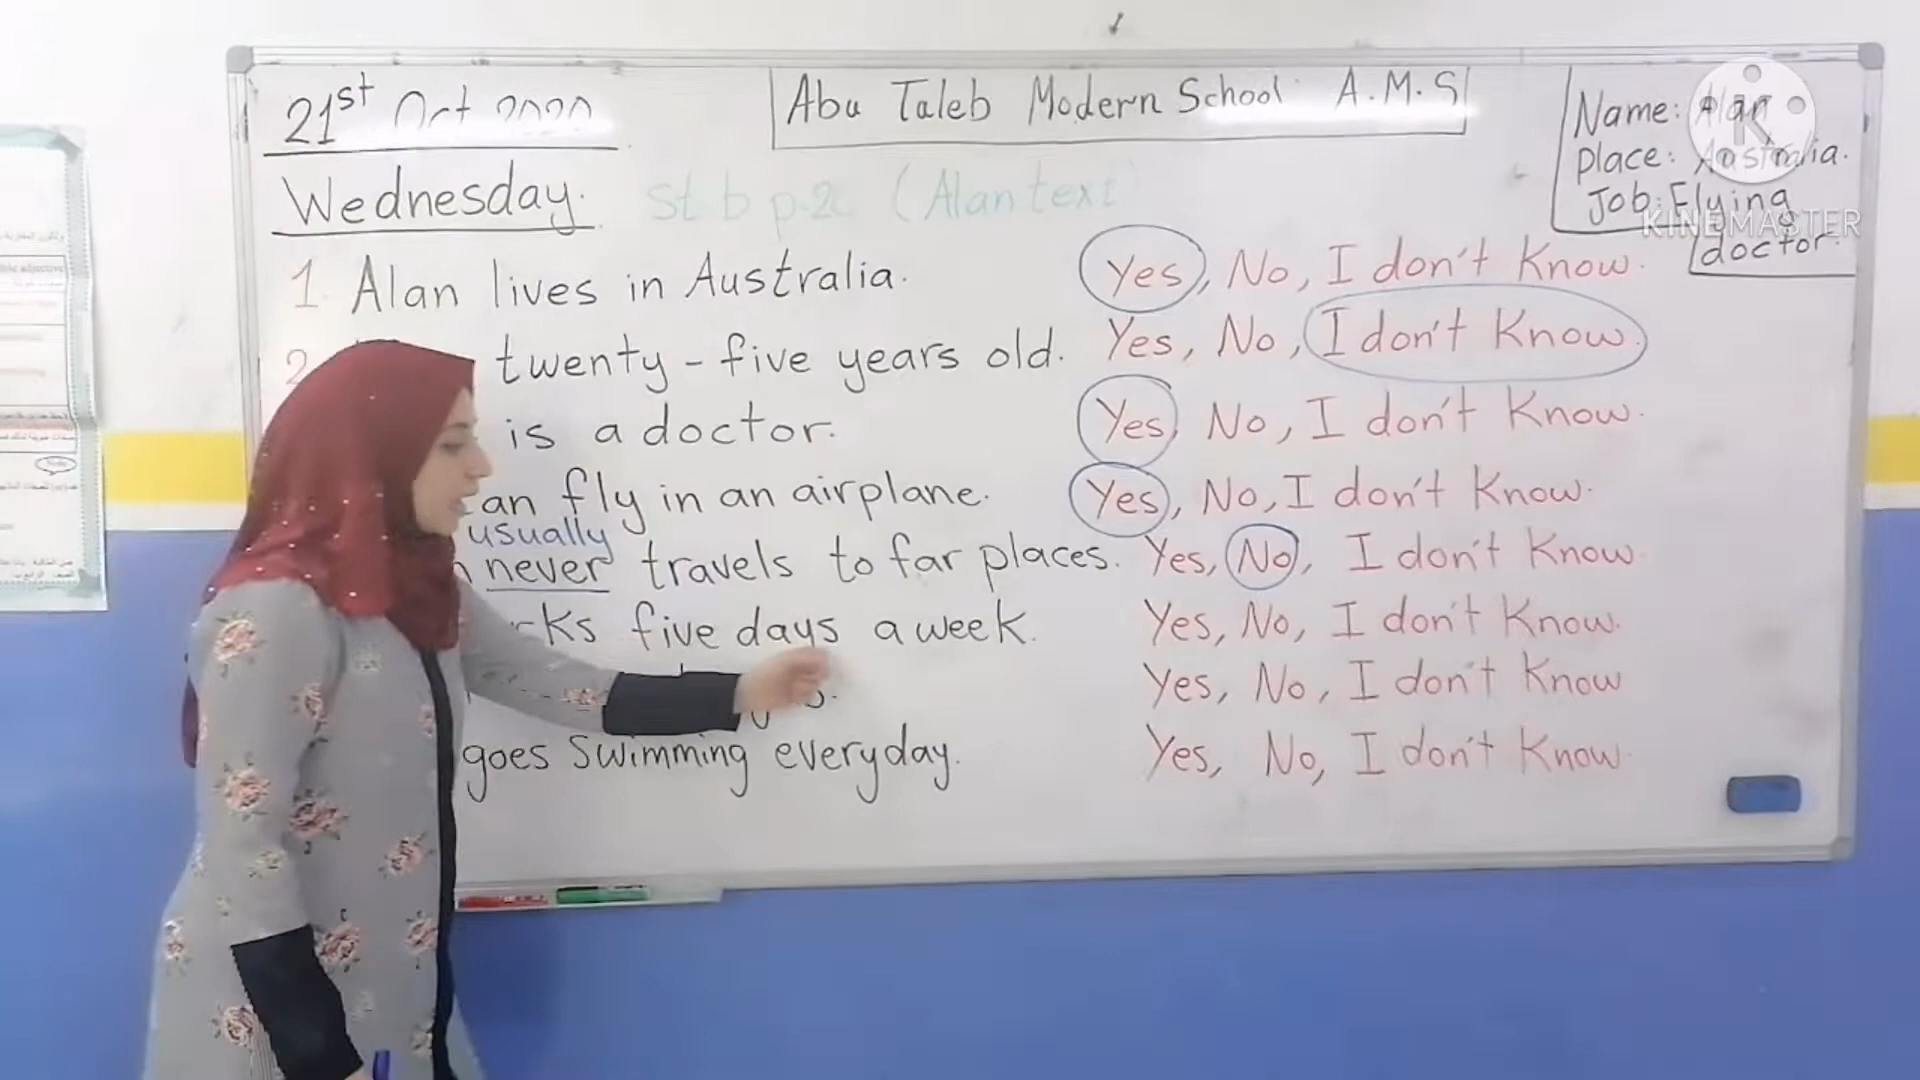 21st Oct 2020
Abu Taleb Modern School A.M.S
Name: Alan
Place: Australia.
Job: Flying
doctor.
KINEMASTER
Wednesday.
St.b p.2 (Alan text)
1. Alan lives in Australia. Yes, No, I don't Know.
2. twenty-five years old. Yes, No, I don't Know.
is a doctor. Yes, No, I don't Know.
an fly in an airplane. Yes, No, I don't Know.
usually
never travels to far places. Yes, No, I don't Know.
rks five days a week. Yes, No, I don't Know.
Yes, No, I don't Know
goes swimming everyday. Yes, No, I don't Know.